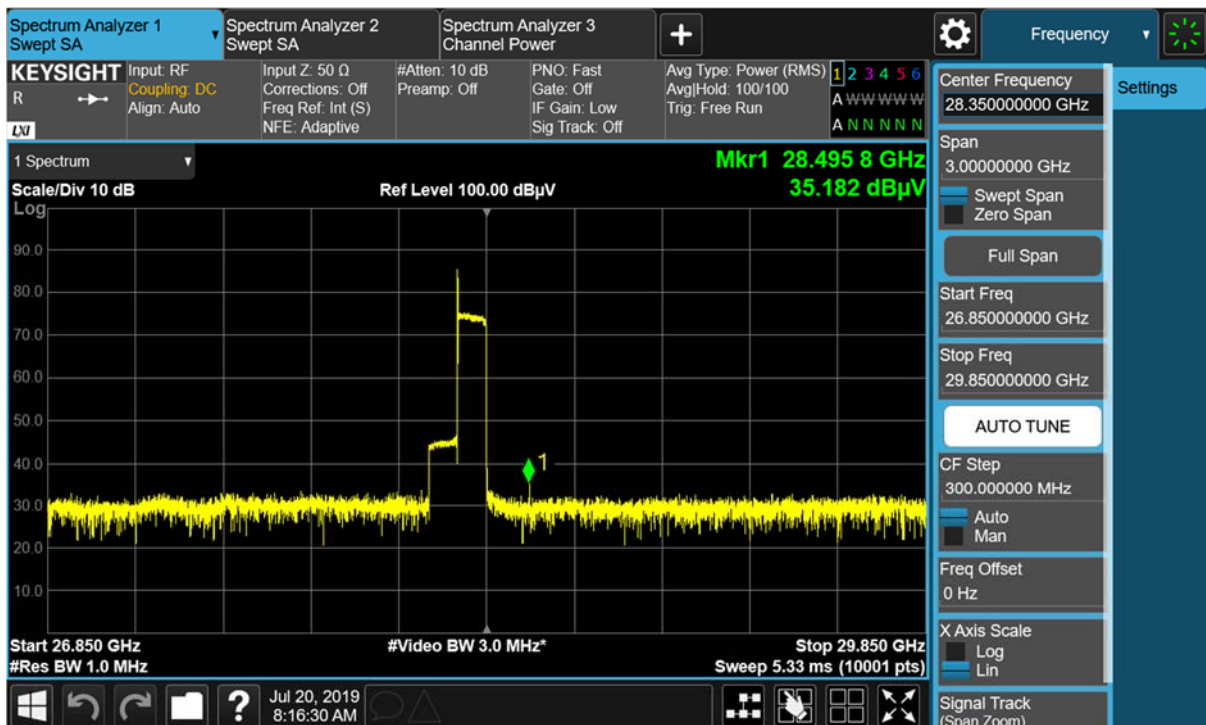 Spectrum Analyzer 1
Swept SA
Spectrum Analyzer 2
Swept SA
Spectrum Analyzer 3
Channel Power
+
Frequency
KEYSIGHT
R
LXI
Input: RF
Coupling: DC
Align: Auto
Input Z: 50 Ω
Corrections: Off
Freq Ref: Int (S)
NFE: Adaptive
#Atten: 10 dB
Preamp: Off
PNO: Fast
Gate: Off
IF Gain: Low
Sig Track: Off
Avg Type: Power (RMS)
Avg|Hold: 100/100
Trig: Free Run
1 2 3 4 5 6
A W W W W W
A N N N N N
1 Spectrum
Scale/Div 10 dB
Log
Ref Level 100.00 dBµV
Mkr1 28.495 8 GHz
35.182 dBµV
90.0
80.0
70.0
60.0
50.0
40.0
30.0
20.0
10.0
1
Start 26.850 GHz
#Res BW 1.0 MHz
#Video BW 3.0 MHz*
Stop 29.850 GHz
Sweep 5.33 ms (10001 pts)
?
Jul 20, 2019
8:16:30 AM
Center Frequency
28.350000000 GHz
Span
3.00000000 GHz
Swept Span
Zero Span
Full Span
Start Freq
26.850000000 GHz
Stop Freq
29.850000000 GHz
AUTO TUNE
CF Step
300.000000 MHz
Auto
Man
Freq Offset
0 Hz
X Axis Scale
Log
Lin
Signal Track
(Span Zoom)
Settings